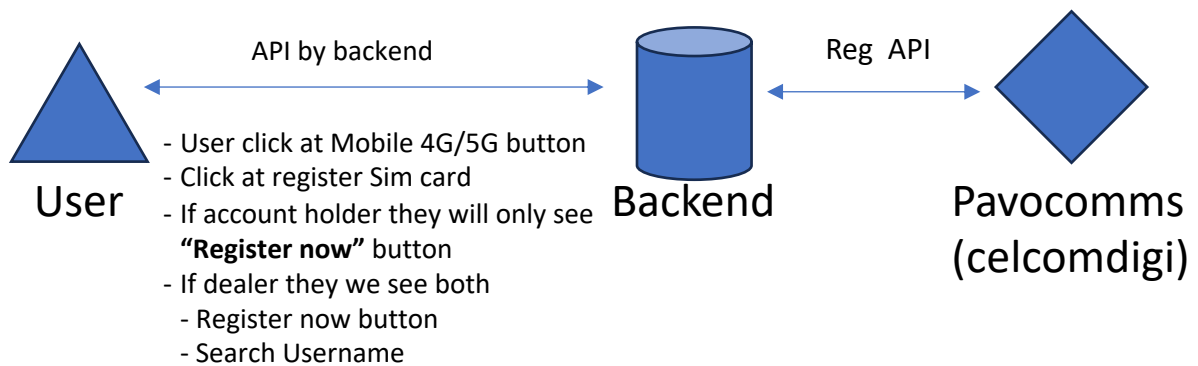 API by backend
Reg API
- User click at Mobile 4G/5G button
- Click at register Sim card
- If account holder they will only see
“Register now” button
- If dealer they we see both
- Register now button
- Search Username
User
Backend
Pavocomms
(celcomdigi)